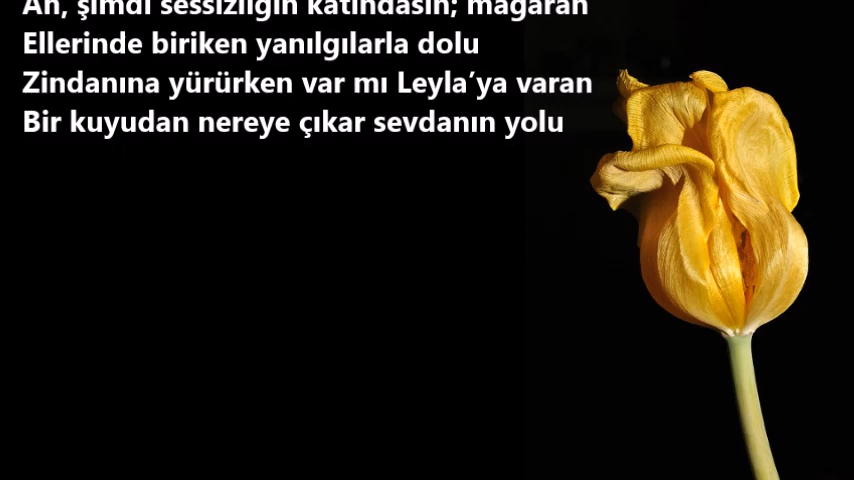 Ah, şimdi sessizliğin katındasın; mağaran
Ellerinde biriken yanılgılarla dolu
Zindanına yürürken var mı Leyla’ya varan
Bir kuyudan nereye çıkar sevdanın yolu